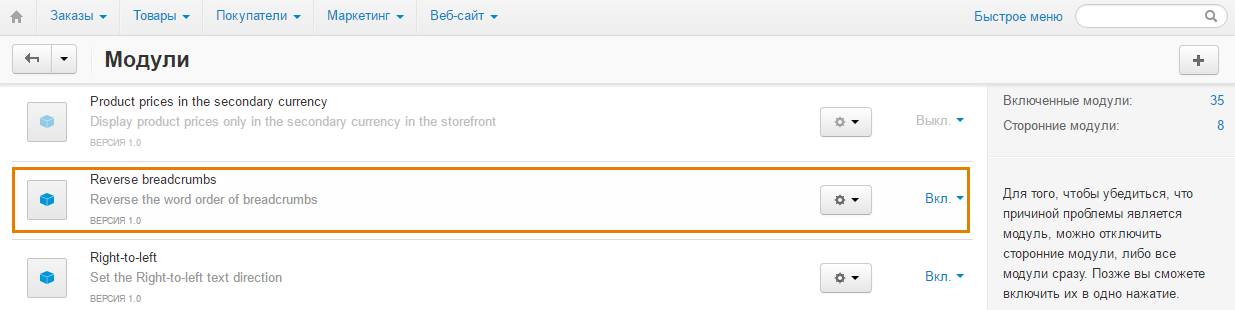 Заказы Товары Покупатели Маркетинг Веб-сайт Быстрое меню
Модули
Product prices in the secondary currency
Display product prices only in the secondary currency in the storefront
ВЕРСИЯ 1.0
Выкл.
Reverse breadcrumbs
Reverse the word order of breadcrumbs
ВЕРСИЯ 1.0
Вкл.
Right-to-left
Set the Right-to-left text direction
ВЕРСИЯ 1.0
Вкл.
Включенные модули: 35
Сторонние модули: 8
Для того, чтобы убедиться, что
причиной проблемы является
модуль, можно отключить
сторонние модули, либо все
модули сразу. Позже вы сможете
включить их в одно нажатие.